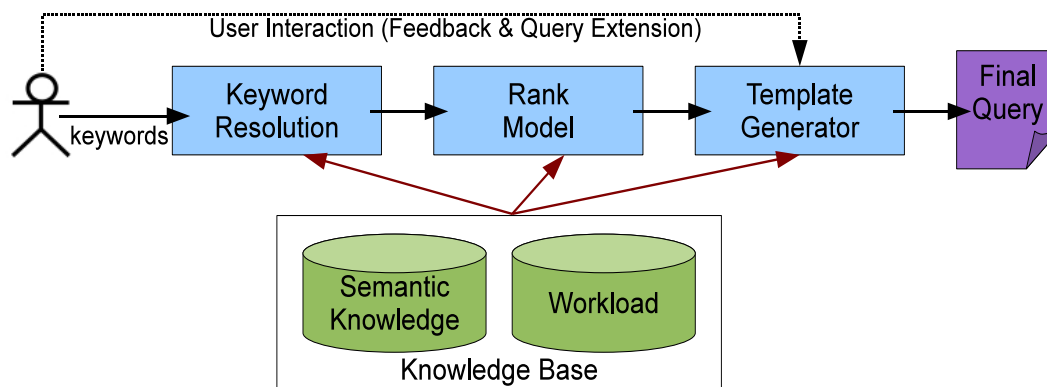 User Interaction (Feedback & Query Extension)
keywords
Keyword
Resolution
Rank
Model
Template
Generator
Final
Query
Semantic
Knowledge
Workload
Knowledge Base